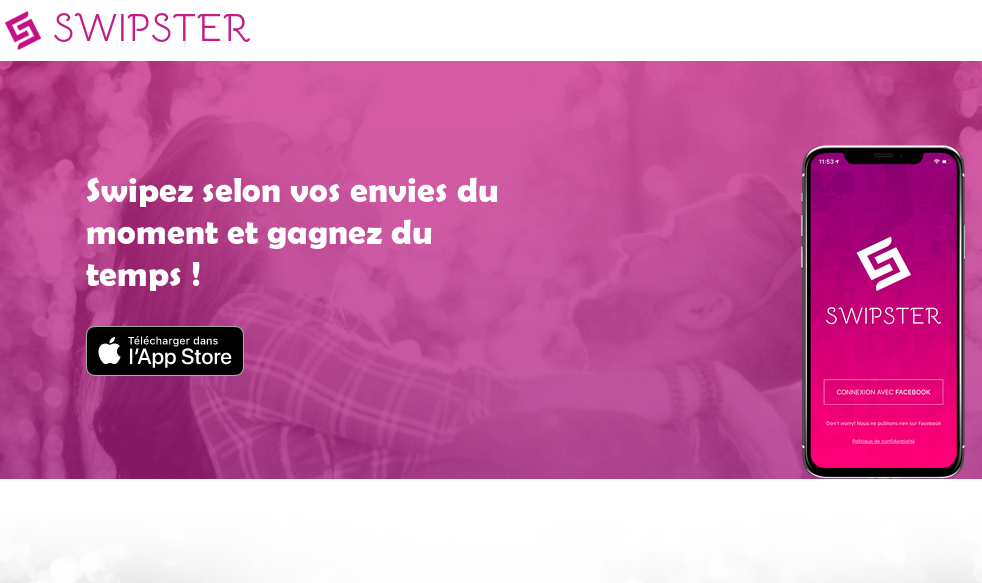 SWIPSTER
Swipez selon vos envies du
moment et gagnez du
temps !
Télécharger dans
l'App Store
11:53
SWIPSTER
CONNEXION AVEC FACEBOOK
Don't worry! Nous ne publions rien sur Facebook
Politique de confidentialité